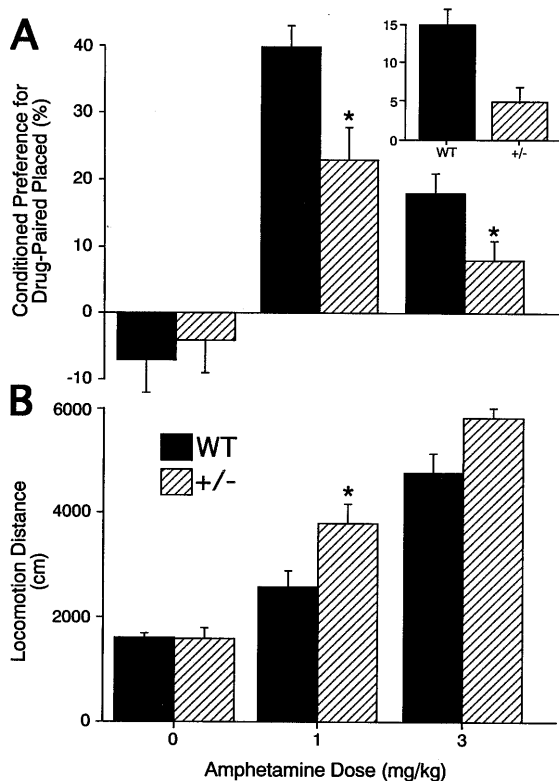 A
Conditioned Preference for
Drug-Paired Placed (%)
40
30
20
10
0
-10
15
10
5
0
WT
+/-
*
*
B
Locomotion Distance
(cm)
6000
4000
2000
0
WT
+/-
*
0
1
3
Amphetamine Dose (mg/kg)